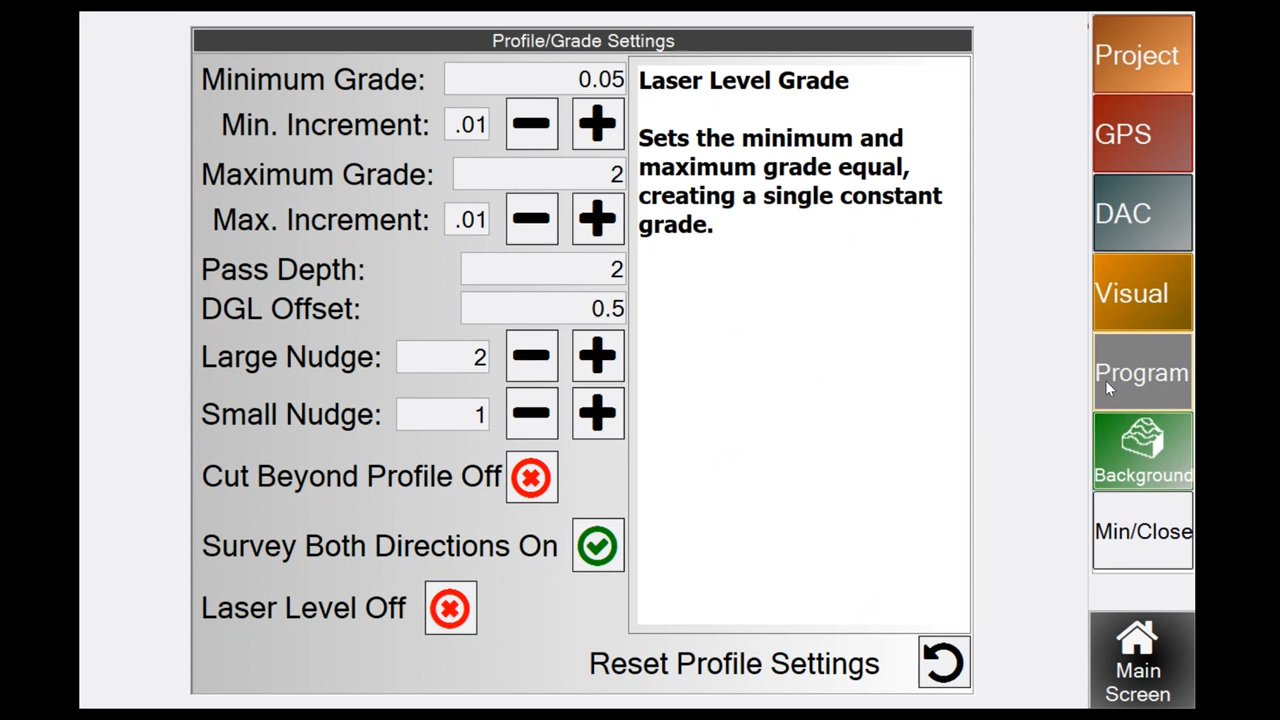 Profile/Grade Settings
Minimum Grade: 0.05
Min. Increment: .01
Maximum Grade: 2
Max. Increment: .01
Pass Depth: 2
DGL Offset: 0.5
Large Nudge: 2
Small Nudge: 1
Cut Beyond Profile Off
Survey Both Directions On
Laser Level Off
Laser Level Grade
Sets the minimum and
maximum grade equal,
creating a single constant
grade.
Reset Profile Settings
Project
GPS
DAC
Visual
Program
Background
Min/Close
Main
Screen